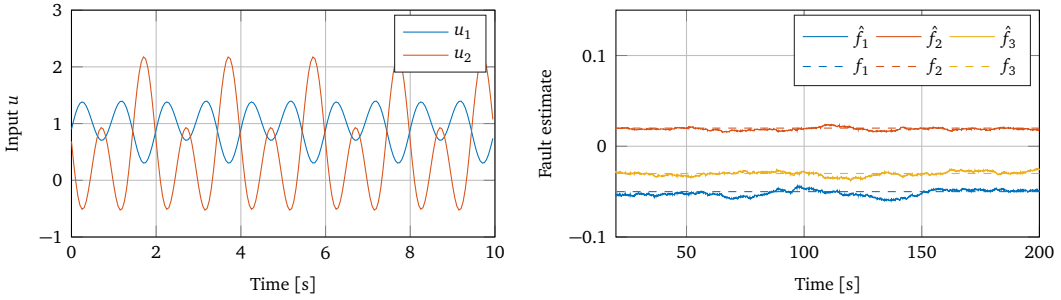 3
2
1
0
−1
0
2
4
6
8
10
Time [s]
Input u
u₁
u₂
0.1
0
−0.1
50
100
150
200
Time [s]
Fault estimate
f̂₁ f̂₂ f̂₃
f₁ f₂ f₃